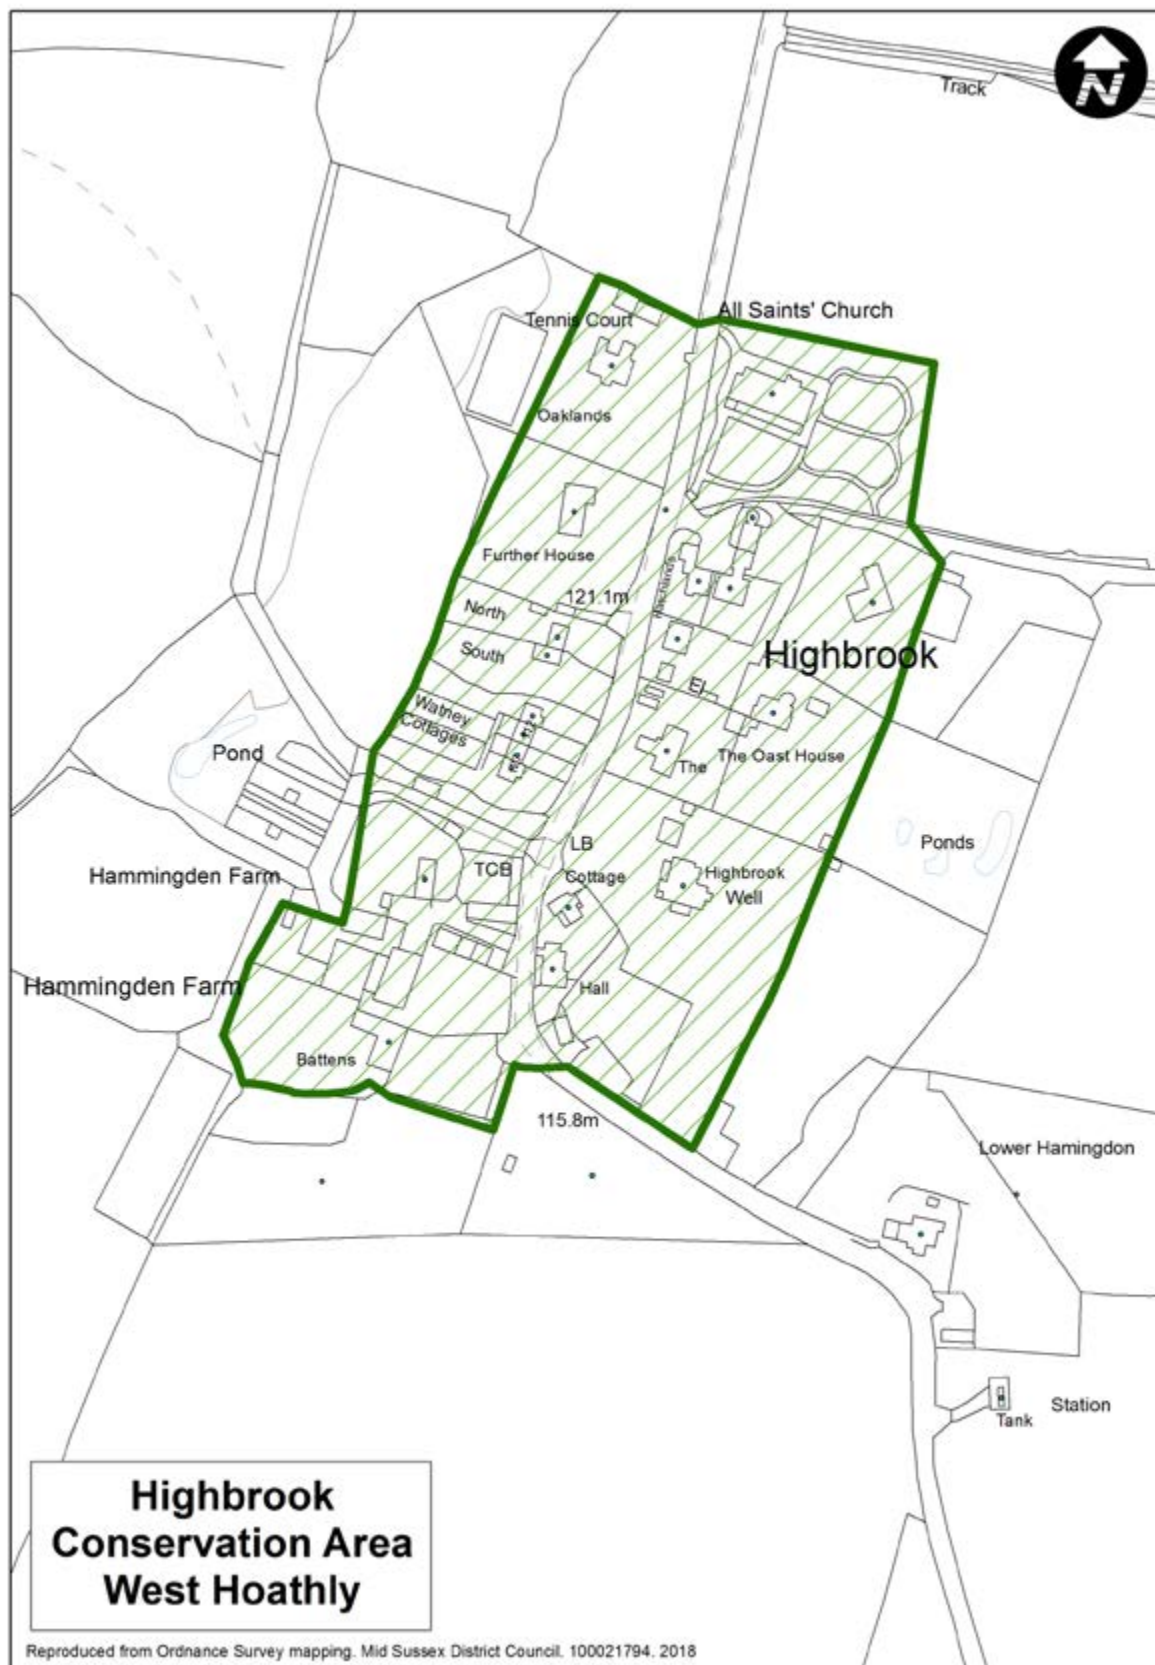 N
Track
All Saints' Church
Tennis Court
Oaklands
Further House
121.1m
North
South
Highbrook
El
Watney
Cottages
The Oast House
The
Pond
LB
TCB
Cottage
Ponds
Highbrook
Well
Hammingden Farm
Hall
Hammingden Farm
Battens
115.8m
Lower Hamingdon
Station
Tank
Highbrook
Conservation Area
West Hoathly
Reproduced from Ordnance Survey mapping. Mid Sussex District Council. 100021794. 2018